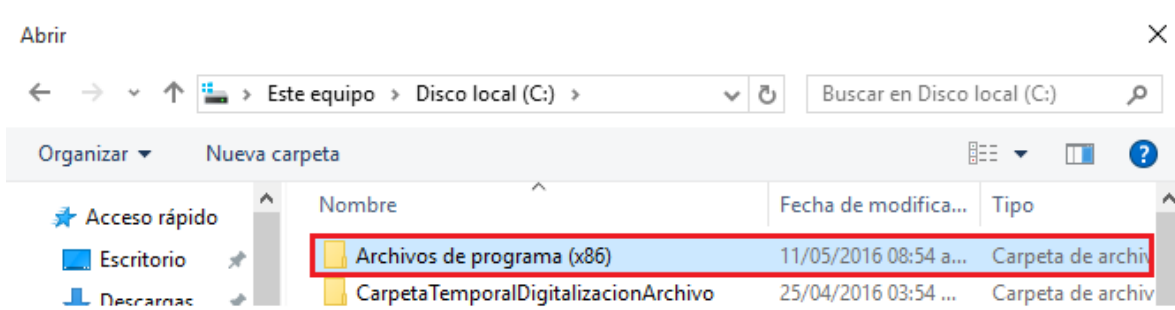 Abrir
Este equipo > Disco local (C:) > Buscar en Disco local (C:)
Organizar Nueva carpeta
Acceso rápido Nombre Fecha de modifica... Tipo
Escritorio Archivos de programa (x86) 11/05/2016 08:54 a... Carpeta de archiv
Descargas CarpetaTemporalDigitalizacionArchivo 25/04/2016 03:54 ... Carpeta de archiv